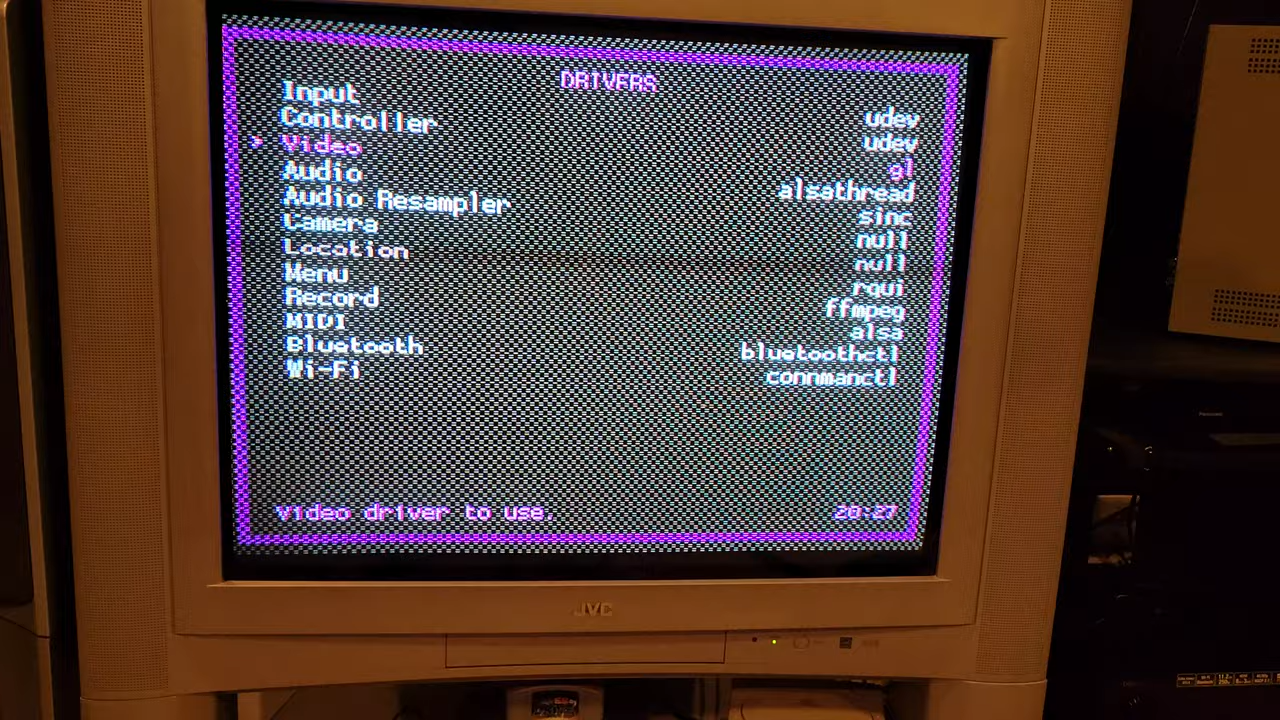 DRIVERS
Input udev
Controller udev
> Video gl
Audio alsathread
Audio Resampler sinc
Camera null
Location null
Menu rgui
Record ffmpeg
MIDI alsa
Bluetooth bluetoothctl
Wi-Fi connmanctl
Video driver to use. 20:27
JVC
Panasonic